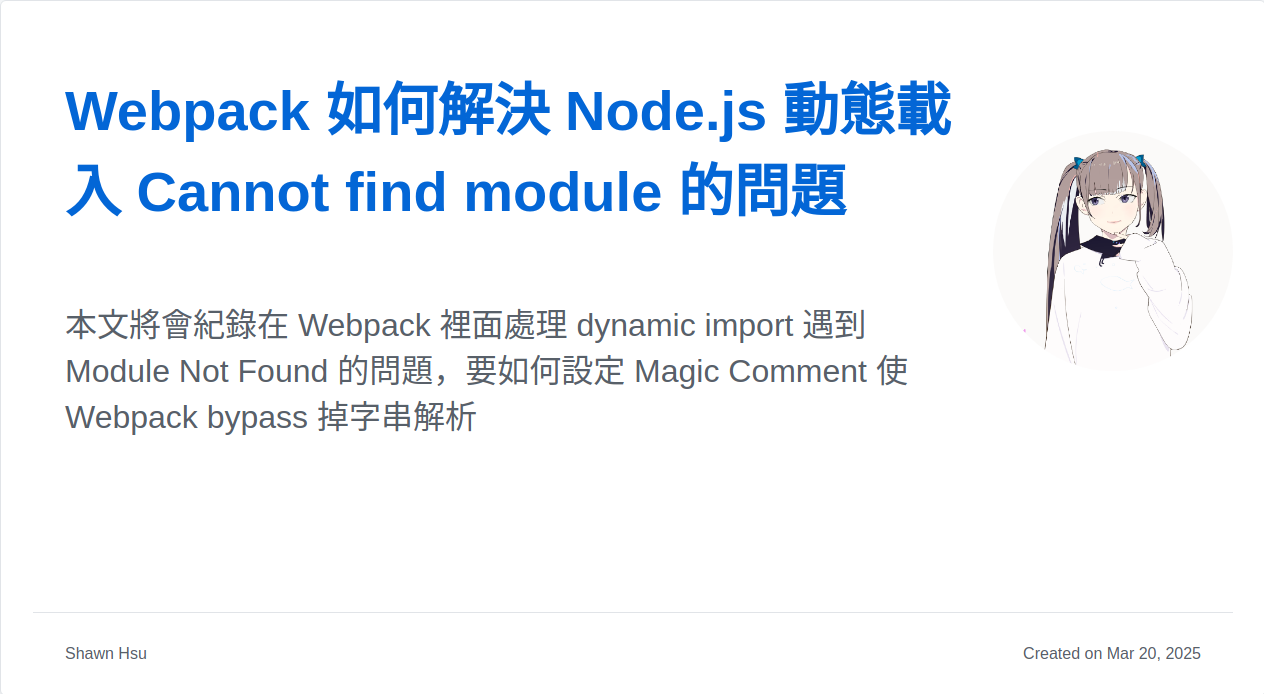 Webpack 如何解決 Node.js 動態載
入 Cannot find module 的問題
本文將會紀錄在 Webpack 裡面處理 dynamic import 遇到
Module Not Found 的問題，要如何設定 Magic Comment 使
Webpack bypass 掉字串解析
Shawn Hsu
Created on Mar 20, 2025